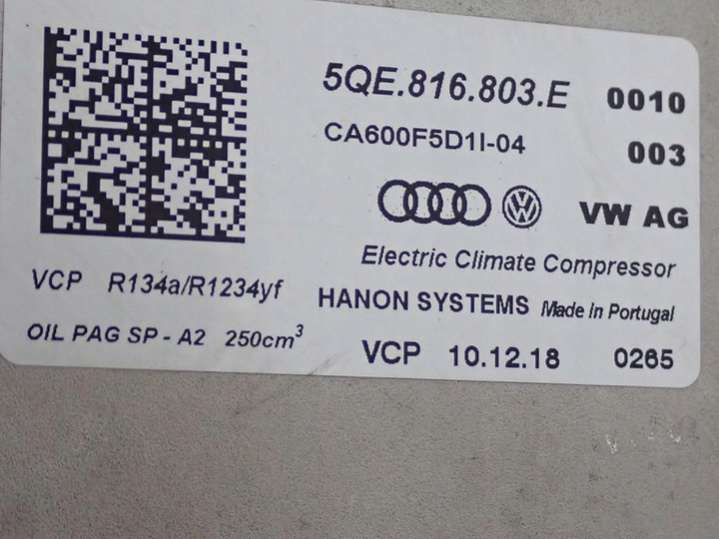 5QE.816.803.E 0010
CA600F5D1I-04 003
VW AG
Electric Climate Compressor
VCP R134a/R1234yf
HANON SYSTEMS Made In Portugal
OIL PAG SP - A2 250cm³
VCP 10.12.18 0265